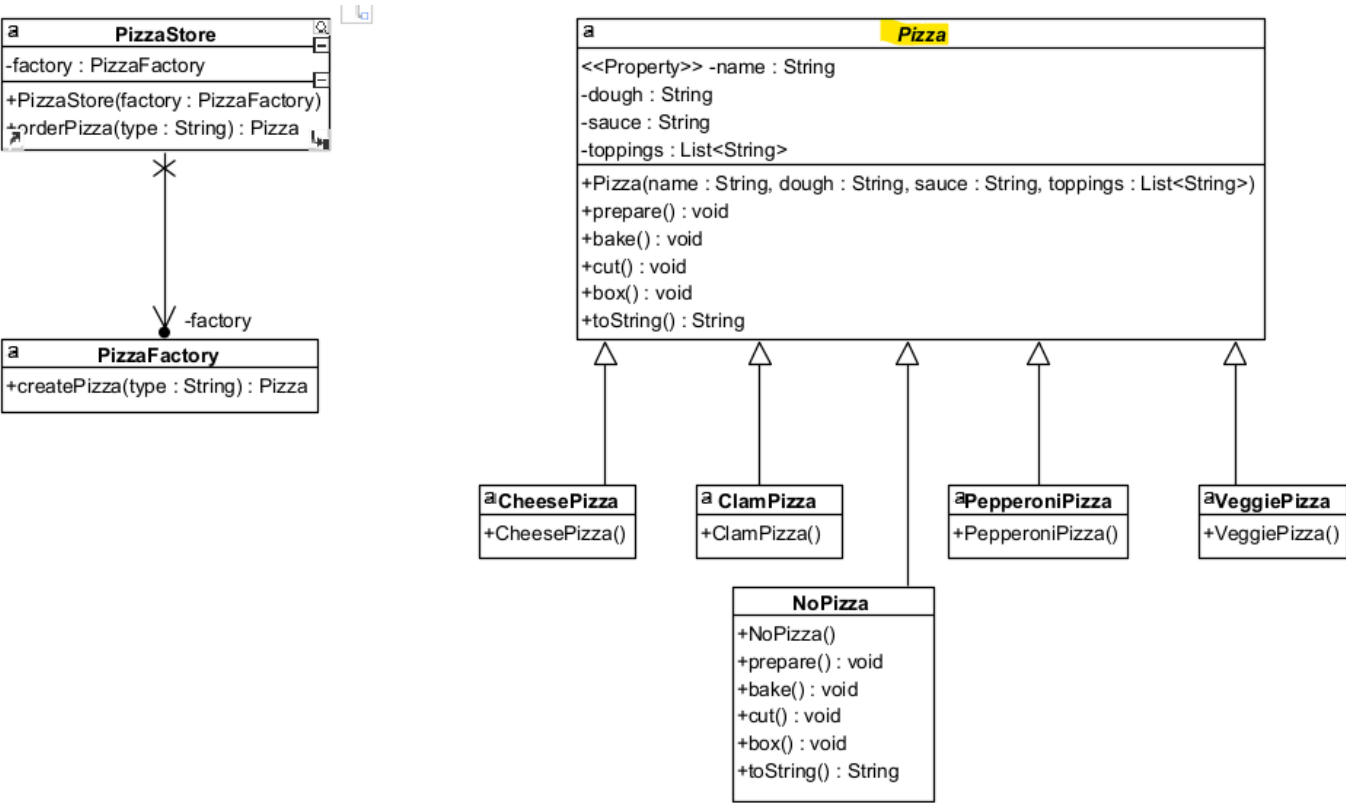 a PizzaStore
-factory : PizzaFactory
+PizzaStore(factory : PizzaFactory)
+orderPizza(type : String) : Pizza
-factory
a PizzaFactory
+createPizza(type : String) : Pizza
a Pizza
<<Property>> -name : String
-dough : String
-sauce : String
-toppings : List<String>
+Pizza(name : String, dough : String, sauce : String, toppings : List<String>)
+prepare() : void
+bake() : void
+cut() : void
+box() : void
+toString() : String
a CheesePizza
+CheesePizza()
a ClamPizza
+ClamPizza()
a PepperoniPizza
+PepperoniPizza()
a VeggiePizza
+VeggiePizza()
NoPizza
+NoPizza()
+prepare() : void
+bake() : void
+cut() : void
+box() : void
+toString() : String